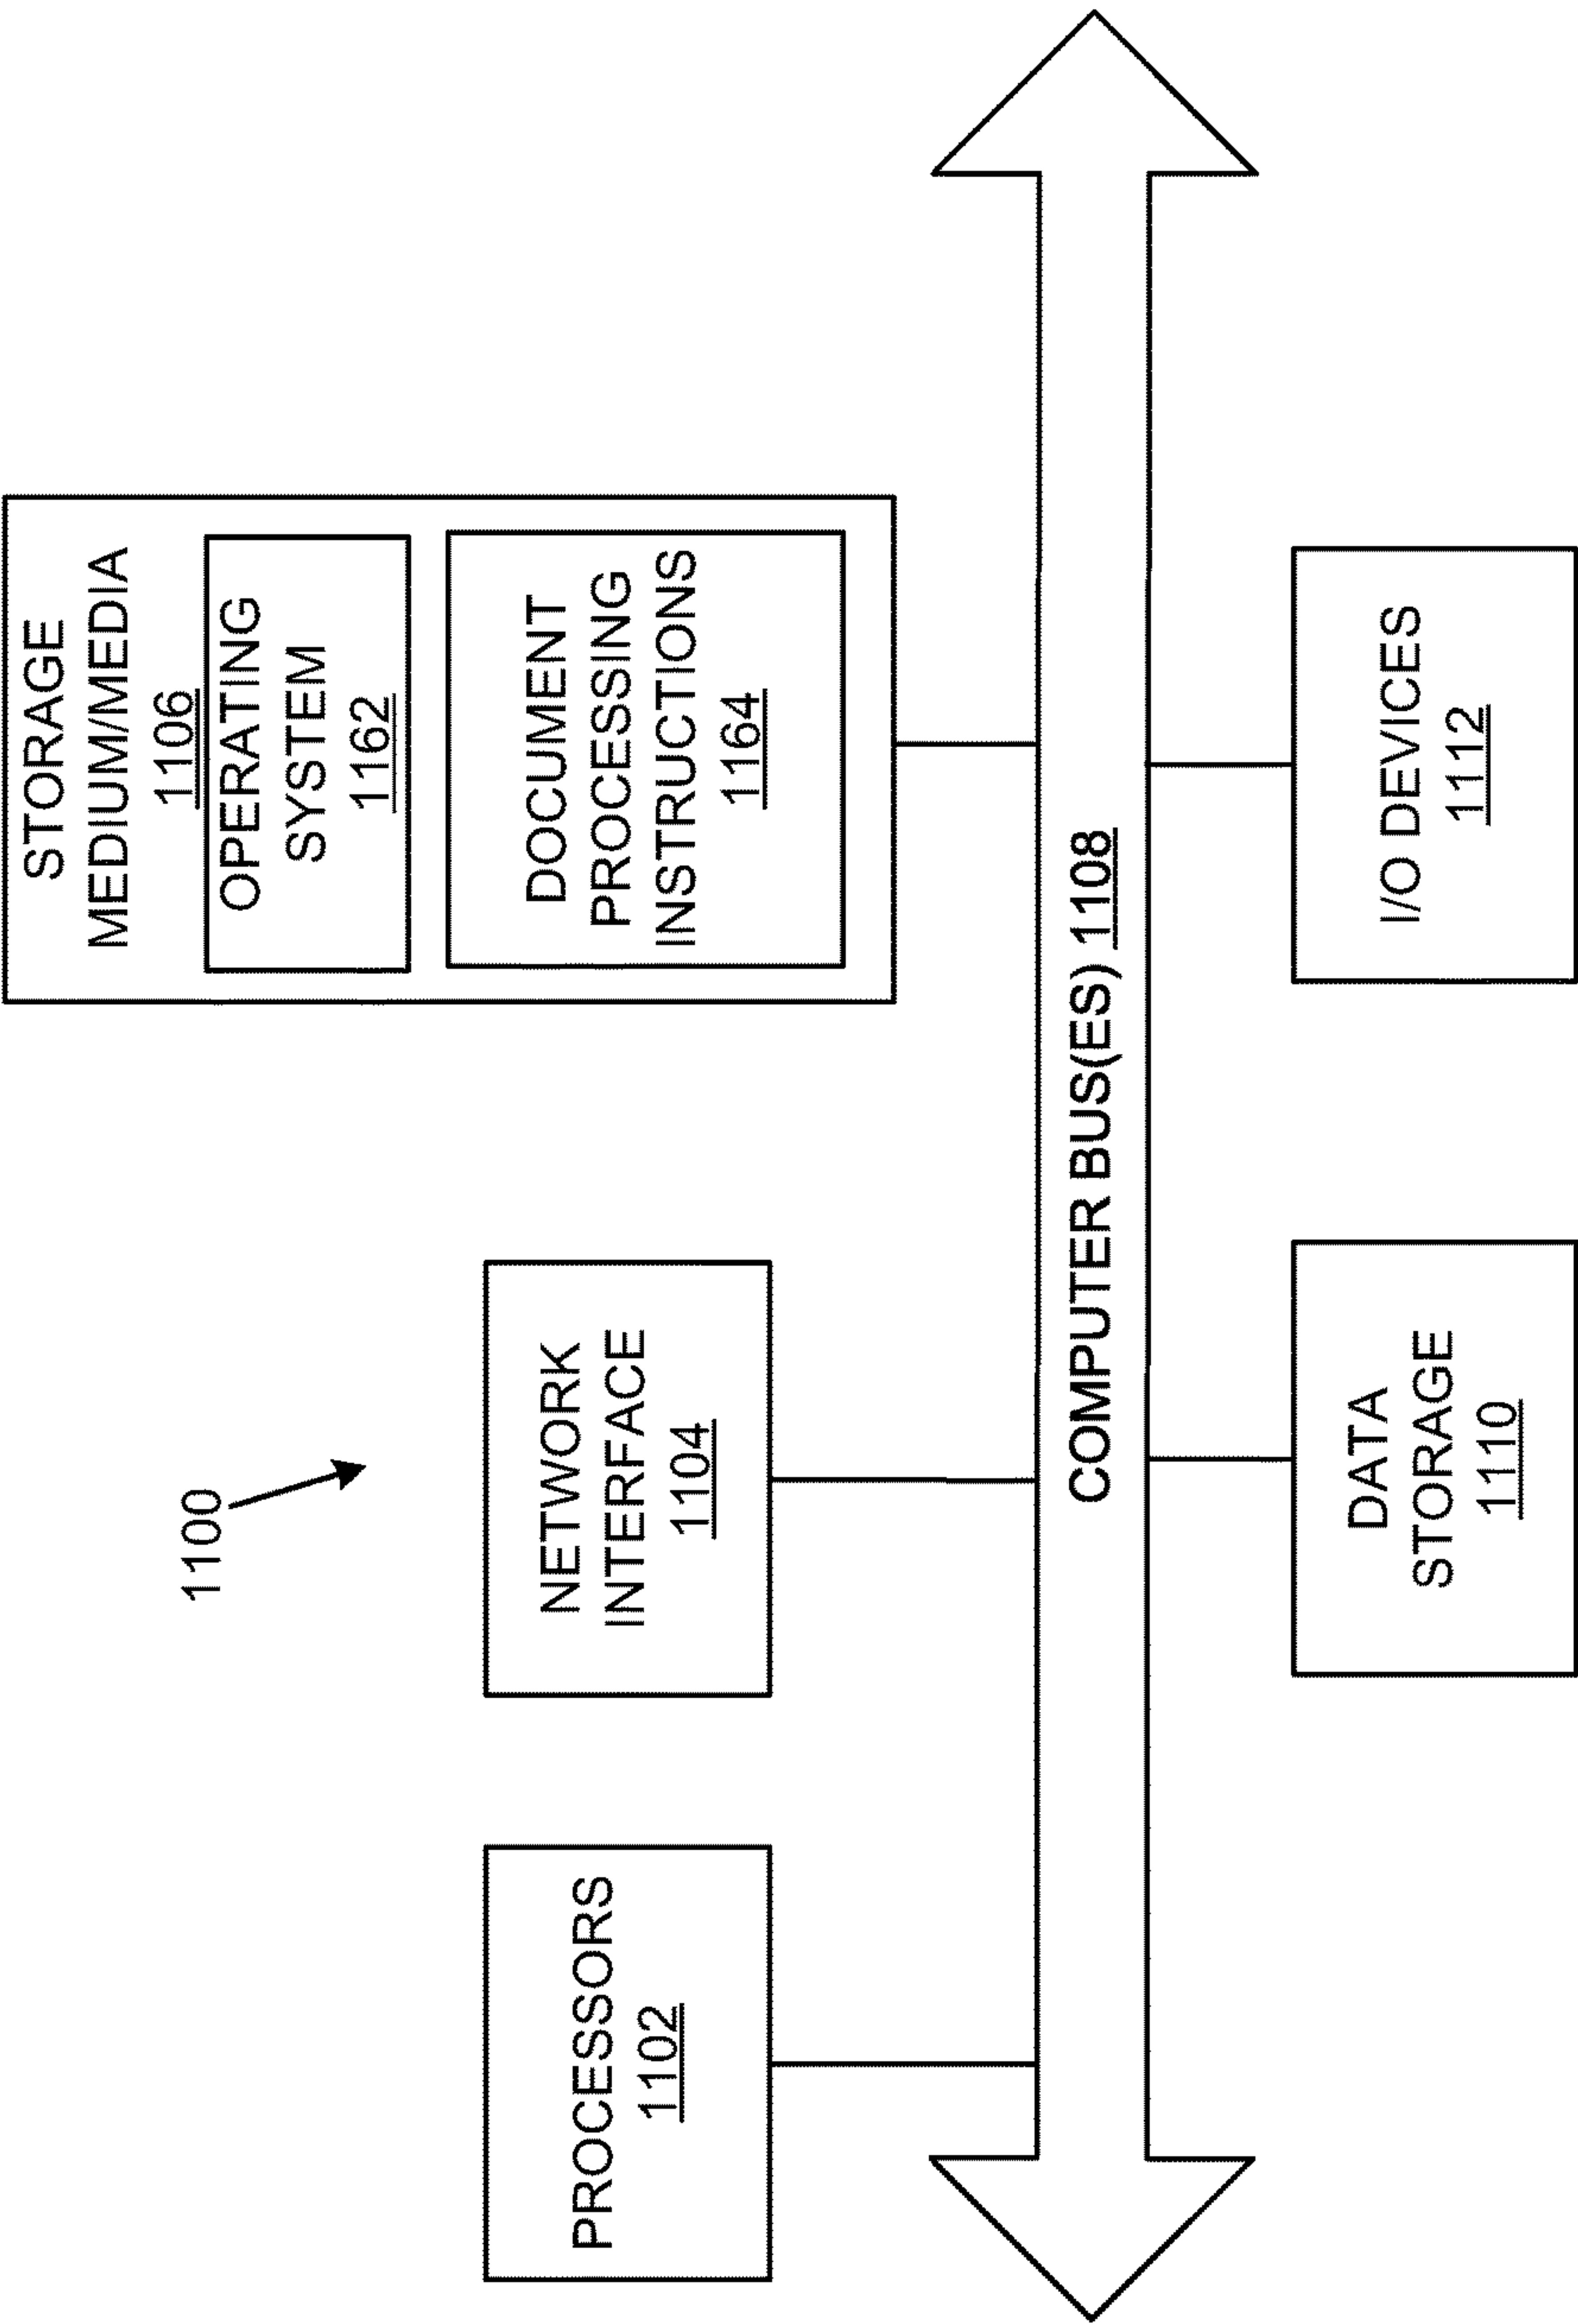 1100
PROCESSORS
1102
NETWORK
INTERFACE
1104
STORAGE
MEDIUM/MEDIA
1106
OPERATING
SYSTEM
1162
DOCUMENT
PROCESSING
INSTRUCTIONS
1164
COMPUTER BUS(ES) 1108
DATA
STORAGE
1110
I/O DEVICES
1112